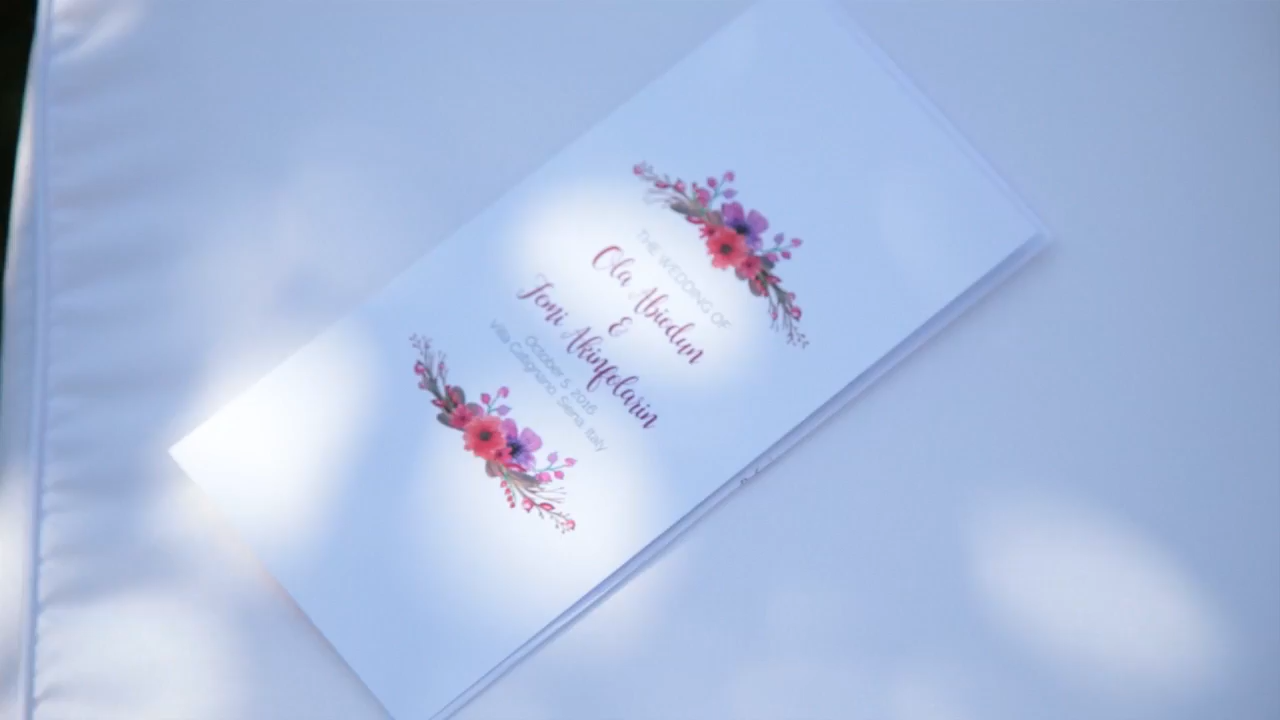 THE WEDDING OF
Ola Abiodun
&
Tomi Akinfolarin
October 5, 2016
Villa Catignano, Siena, Italy